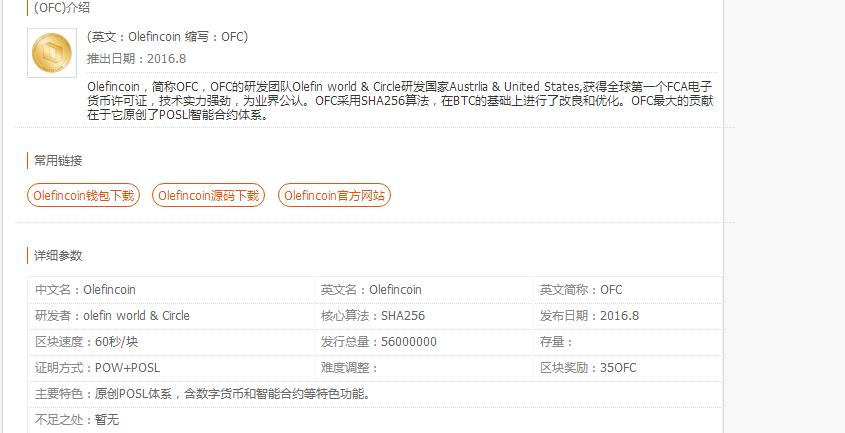 (OFC)介绍
(英文：Olefincoin 缩写：OFC)
推出日期：2016.8
Olefincoin，简称OFC，OFC的研发团队Olefin world & Circle研发国家Austrlia & United States,获得全球第一个FCA电子
货币许可证，技术实力强劲，为业界公认。OFC采用SHA256算法，在BTC的基础上进行了改良和优化。OFC最大的贡献
在于它原创了POSL智能合约体系。
常用链接
Olefincoin钱包下载 Olefincoin源码下载 Olefincoin官方网站
详细参数
中文名：Olefincoin 英文名：Olefincoin 英文简称：OFC
研发者：olefin world & Circle 核心算法：SHA256 发布日期：2016.8
区块速度：60秒/块 发行总量：56000000 存量：
证明方式：POW+POSL 难度调整： 区块奖励：35OFC
主要特色：原创POSL体系，含数字货币和智能合约等特色功能。
不足之处：暂无